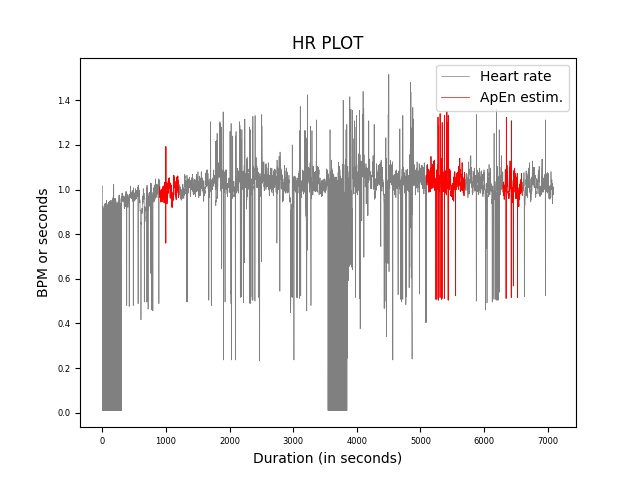 HR PLOT
Heart rate
ApEn estim.
BPM or seconds
1.4
1.2
1.0
0.8
0.6
0.4
0.2
0.0
0 1000 2000 3000 4000 5000 6000 7000
Duration (in seconds)